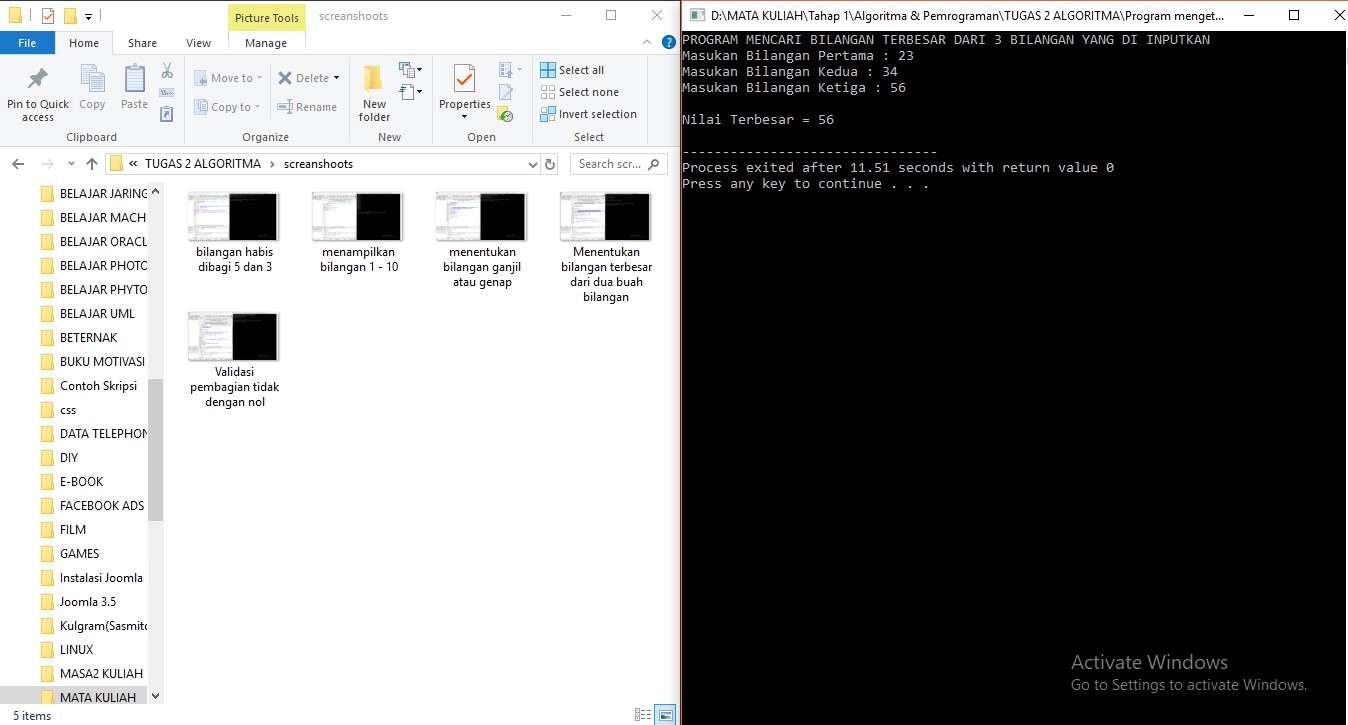 Picture Tools
screanshoots
File
Home
Share
View
Manage
Pin to Quick
access
Copy
Paste
Move to
Copy to
Delete
Rename
New
folder
Properties
Open
Select all
Select none
Invert selection
Clipboard
Organize
New
Open
Select
« TUGAS 2 ALGORITMA › screanshoots
Search scr...
BELAJAR JARING
BELAJAR MACH
BELAJAR ORACL
BELAJAR PHOTO
BELAJAR PHYTO
BELAJAR UML
BETERNAK
BUKU MOTIVASI
Contoh Skripsi
css
DATA TELEPHON
DIY
E-BOOK
FACEBOOK ADS
FILM
GAMES
Instalasi Joomla
Joomla 3.5
Kulgram(Sasmito
LINUX
MASA2 KULIAH
MATA KULIAH
bilangan habis
dibagi 5 dan 3
menampilkan
bilangan 1 - 10
menentukan
bilangan ganjil
atau genap
Menentukan
bilangan terbesar
dari dua buah
bilangan
Validasi
pembagian tidak
dengan nol
5 items
D:\MATA KULIAH\Tahap 1\Algoritma & Pemrograman\TUGAS 2 ALGORITMA\Program menget...
PROGRAM MENCARI BILANGAN TERBESAR DARI 3 BILANGAN YANG DI INPUTKAN
Masukan Bilangan Pertama : 23
Masukan Bilangan Kedua : 34
Masukan Bilangan Ketiga : 56
Nilai Terbesar = 56
--------------------------------
Process exited after 11.51 seconds with return value 0
Press any key to continue . . .
Activate Windows
Go to Settings to activate Windows.